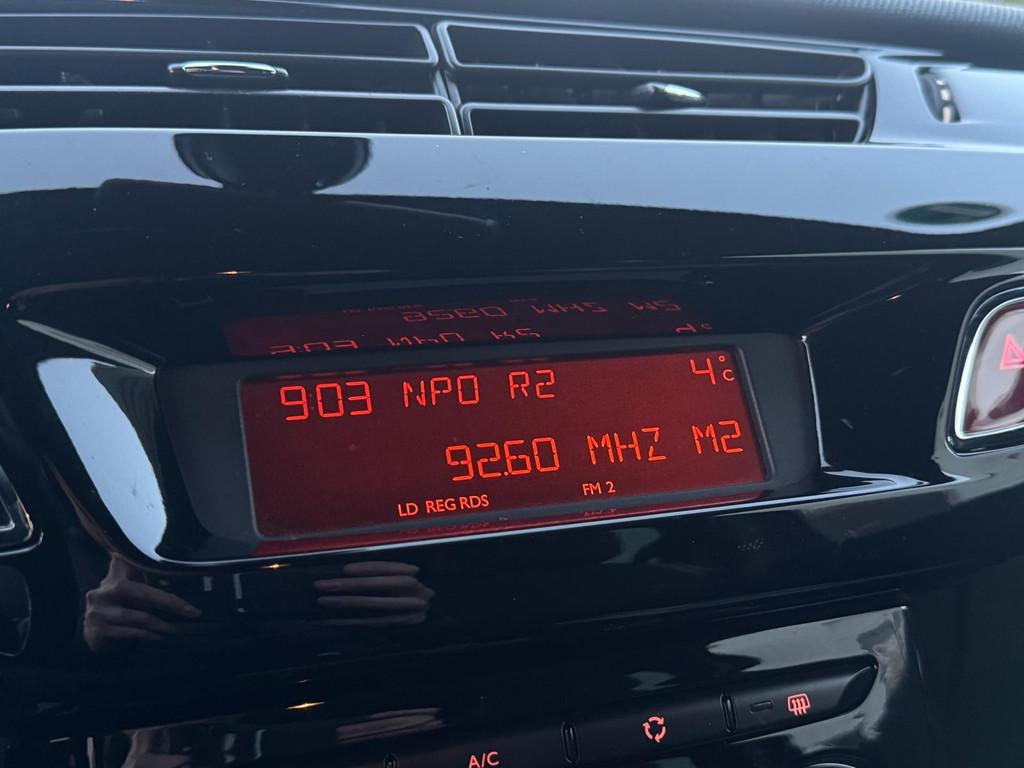 9:03 NPO R2 4°C
92.60 MHZ M2
LD REG RDS FM 2
A/C